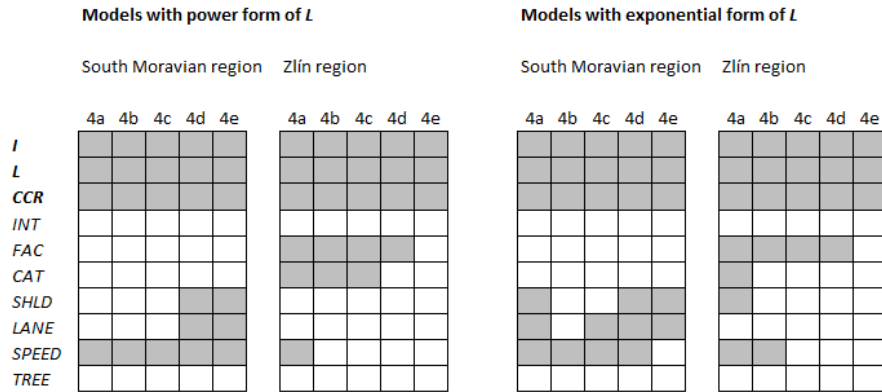 Models with power form of L Models with exponential form of L
South Moravian region Zlín region South Moravian region Zlín region
4a 4b 4c 4d 4e 4a 4b 4c 4d 4e 4a 4b 4c 4d 4e 4a 4b 4c 4d 4e
I
L
CCR
INT
FAC
CAT
SHLD
LANE
SPEED
TREE